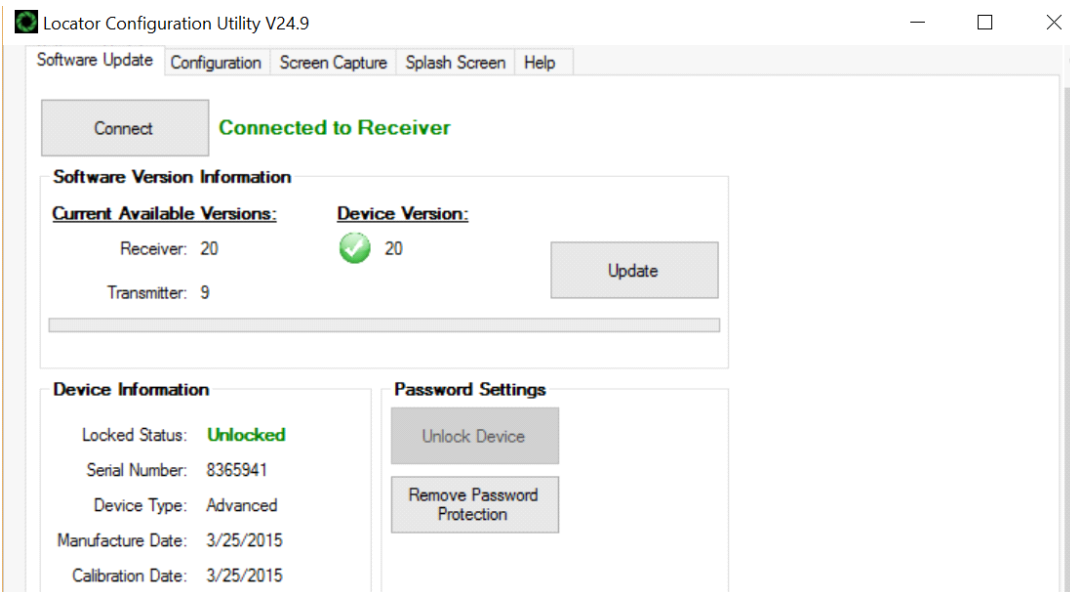 Locator Configuration Utility V24.9
Software Update Configuration Screen Capture Splash Screen Help
Connect Connected to Receiver
Software Version Information
Current Available Versions: Device Version:
Receiver: 20 20
Update
Transmitter: 9
Device Information Password Settings
Locked Status: Unlocked Unlock Device
Serial Number: 8365941
Device Type: Advanced Remove Password
Protection
Manufacture Date: 3/25/2015
Calibration Date: 3/25/2015